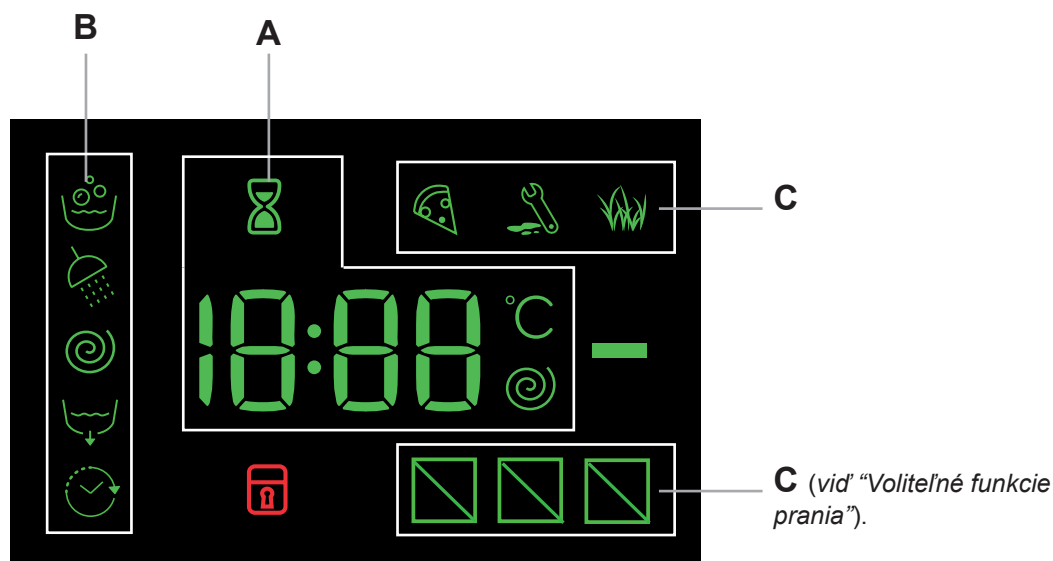 B
A
C
18:88 °C
C (viď “Voliteľné funkcie
prania”).